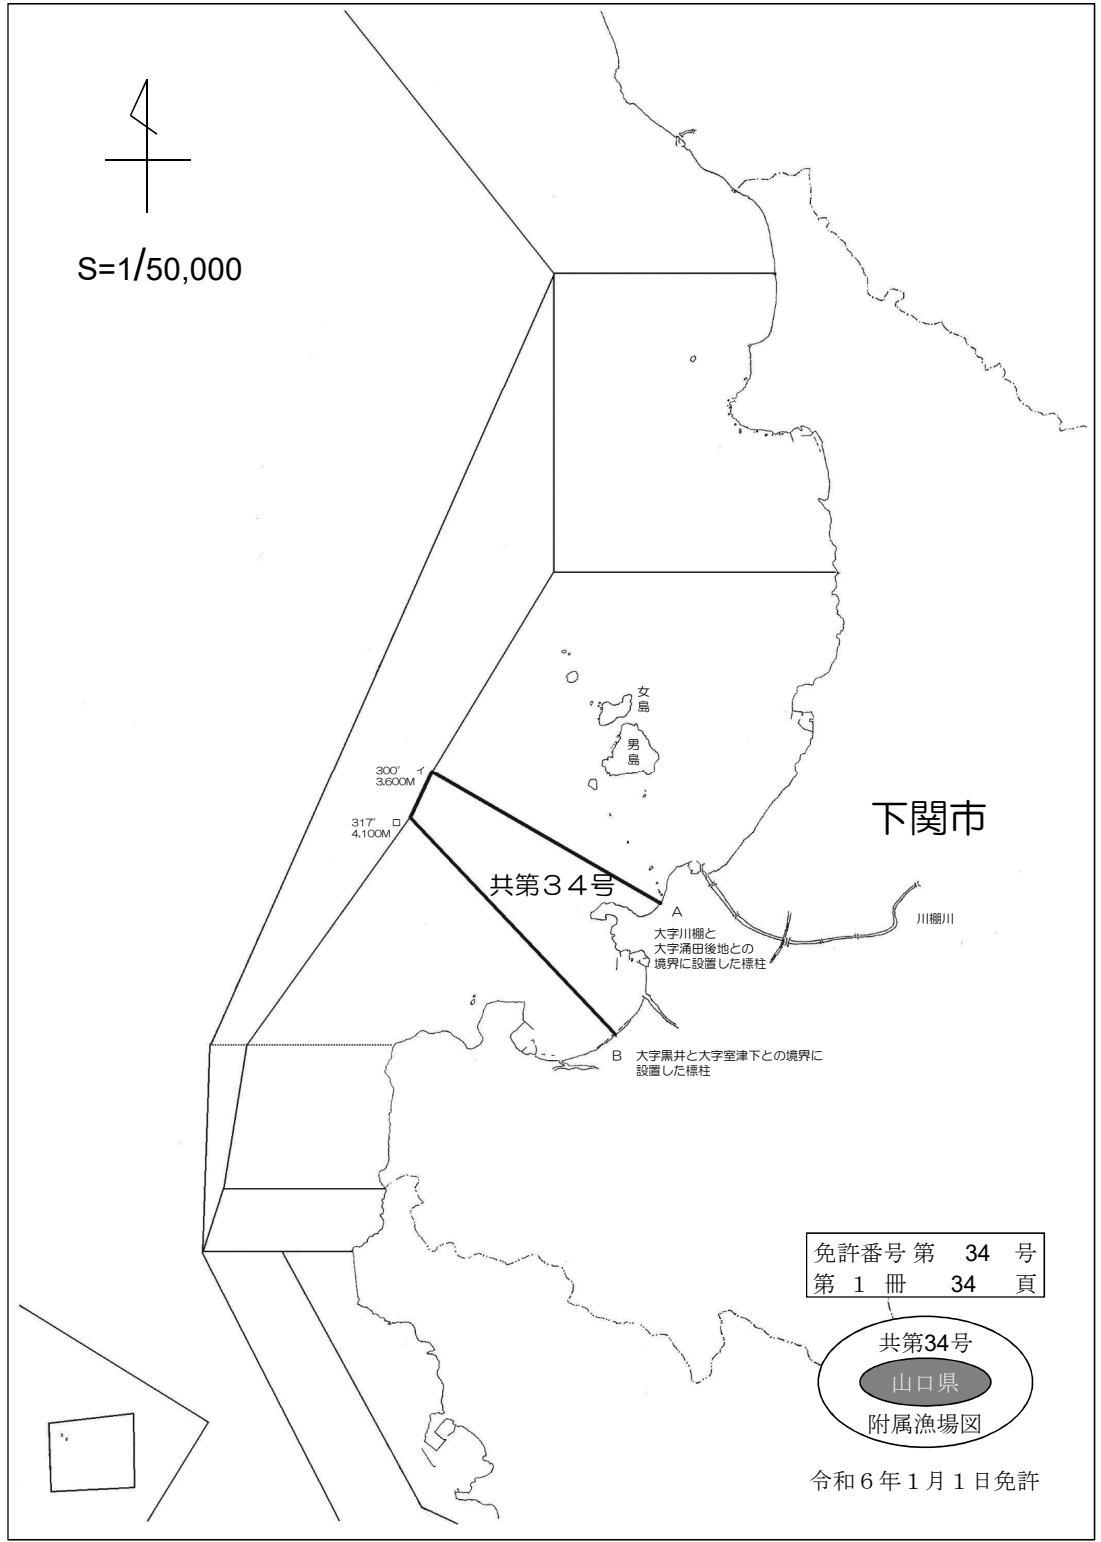 S=1/50,000
女島
男島
300° イ
3,600M
317° ロ
4,100M
下関市
共第34号
A
大字川棚と
大字涌田後地との
境界に設置した標柱
川棚川
B 大字黒井と大字室津下との境界に
設置した標柱
免許番号 第 34 号
第 1 冊 34 頁
共第34号
山口県
附属漁場図
令和6年1月1日免許